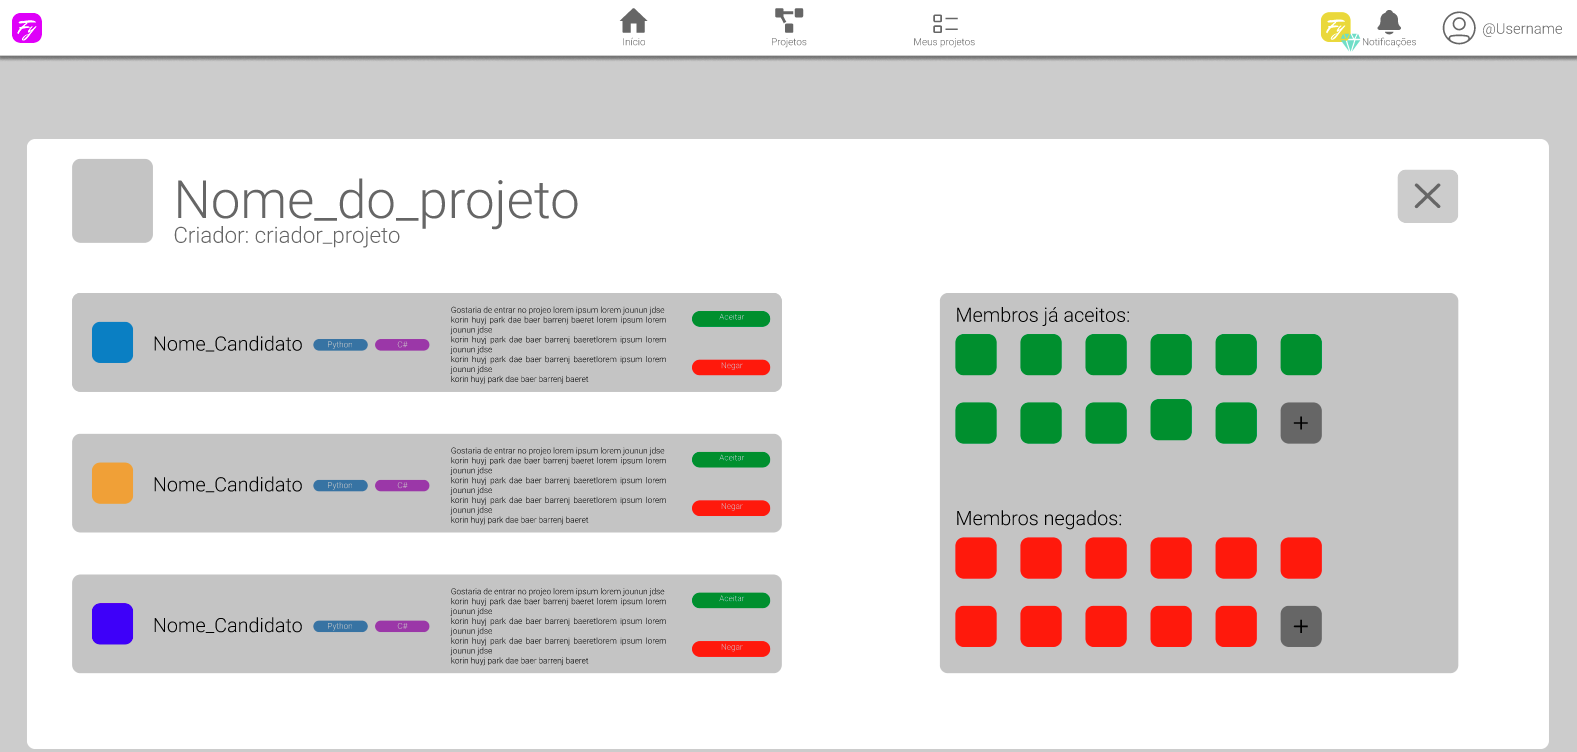 Fy
Início
Projetos
Meus projetos
Fy
Notificações
@Username
Nome_do_projeto
Criador: criador_projeto
Nome_Candidato
Python
C#
Gostaria de entrar no projeo lorem ipsum lorem jounun jdse
korin huyj park dae baer barrenj baeret lorem ipsum lorem
jounun jdse
korin huyj park dae baer barrenj baeretlorem ipsum lorem
jounun jdse
korin huyj park dae baer barrenj baeretlorem ipsum lorem
jounun jdse
korin huyj park dae baer barrenj baeret
Aceitar
Negar
Nome_Candidato
Python
C#
Gostaria de entrar no projeo lorem ipsum lorem jounun jdse
korin huyj park dae baer barrenj baeret lorem ipsum lorem
jounun jdse
korin huyj park dae baer barrenj baeretlorem ipsum lorem
jounun jdse
korin huyj park dae baer barrenj baeretlorem ipsum lorem
jounun jdse
korin huyj park dae baer barrenj baeret
Aceitar
Negar
Nome_Candidato
Python
C#
Gostaria de entrar no projeo lorem ipsum lorem jounun jdse
korin huyj park dae baer barrenj baeret lorem ipsum lorem
jounun jdse
korin huyj park dae baer barrenj baeretlorem ipsum lorem
jounun jdse
korin huyj park dae baer barrenj baeretlorem ipsum lorem
jounun jdse
korin huyj park dae baer barrenj baeret
Aceitar
Negar
Membros já aceitos:
+
Membros negados:
+